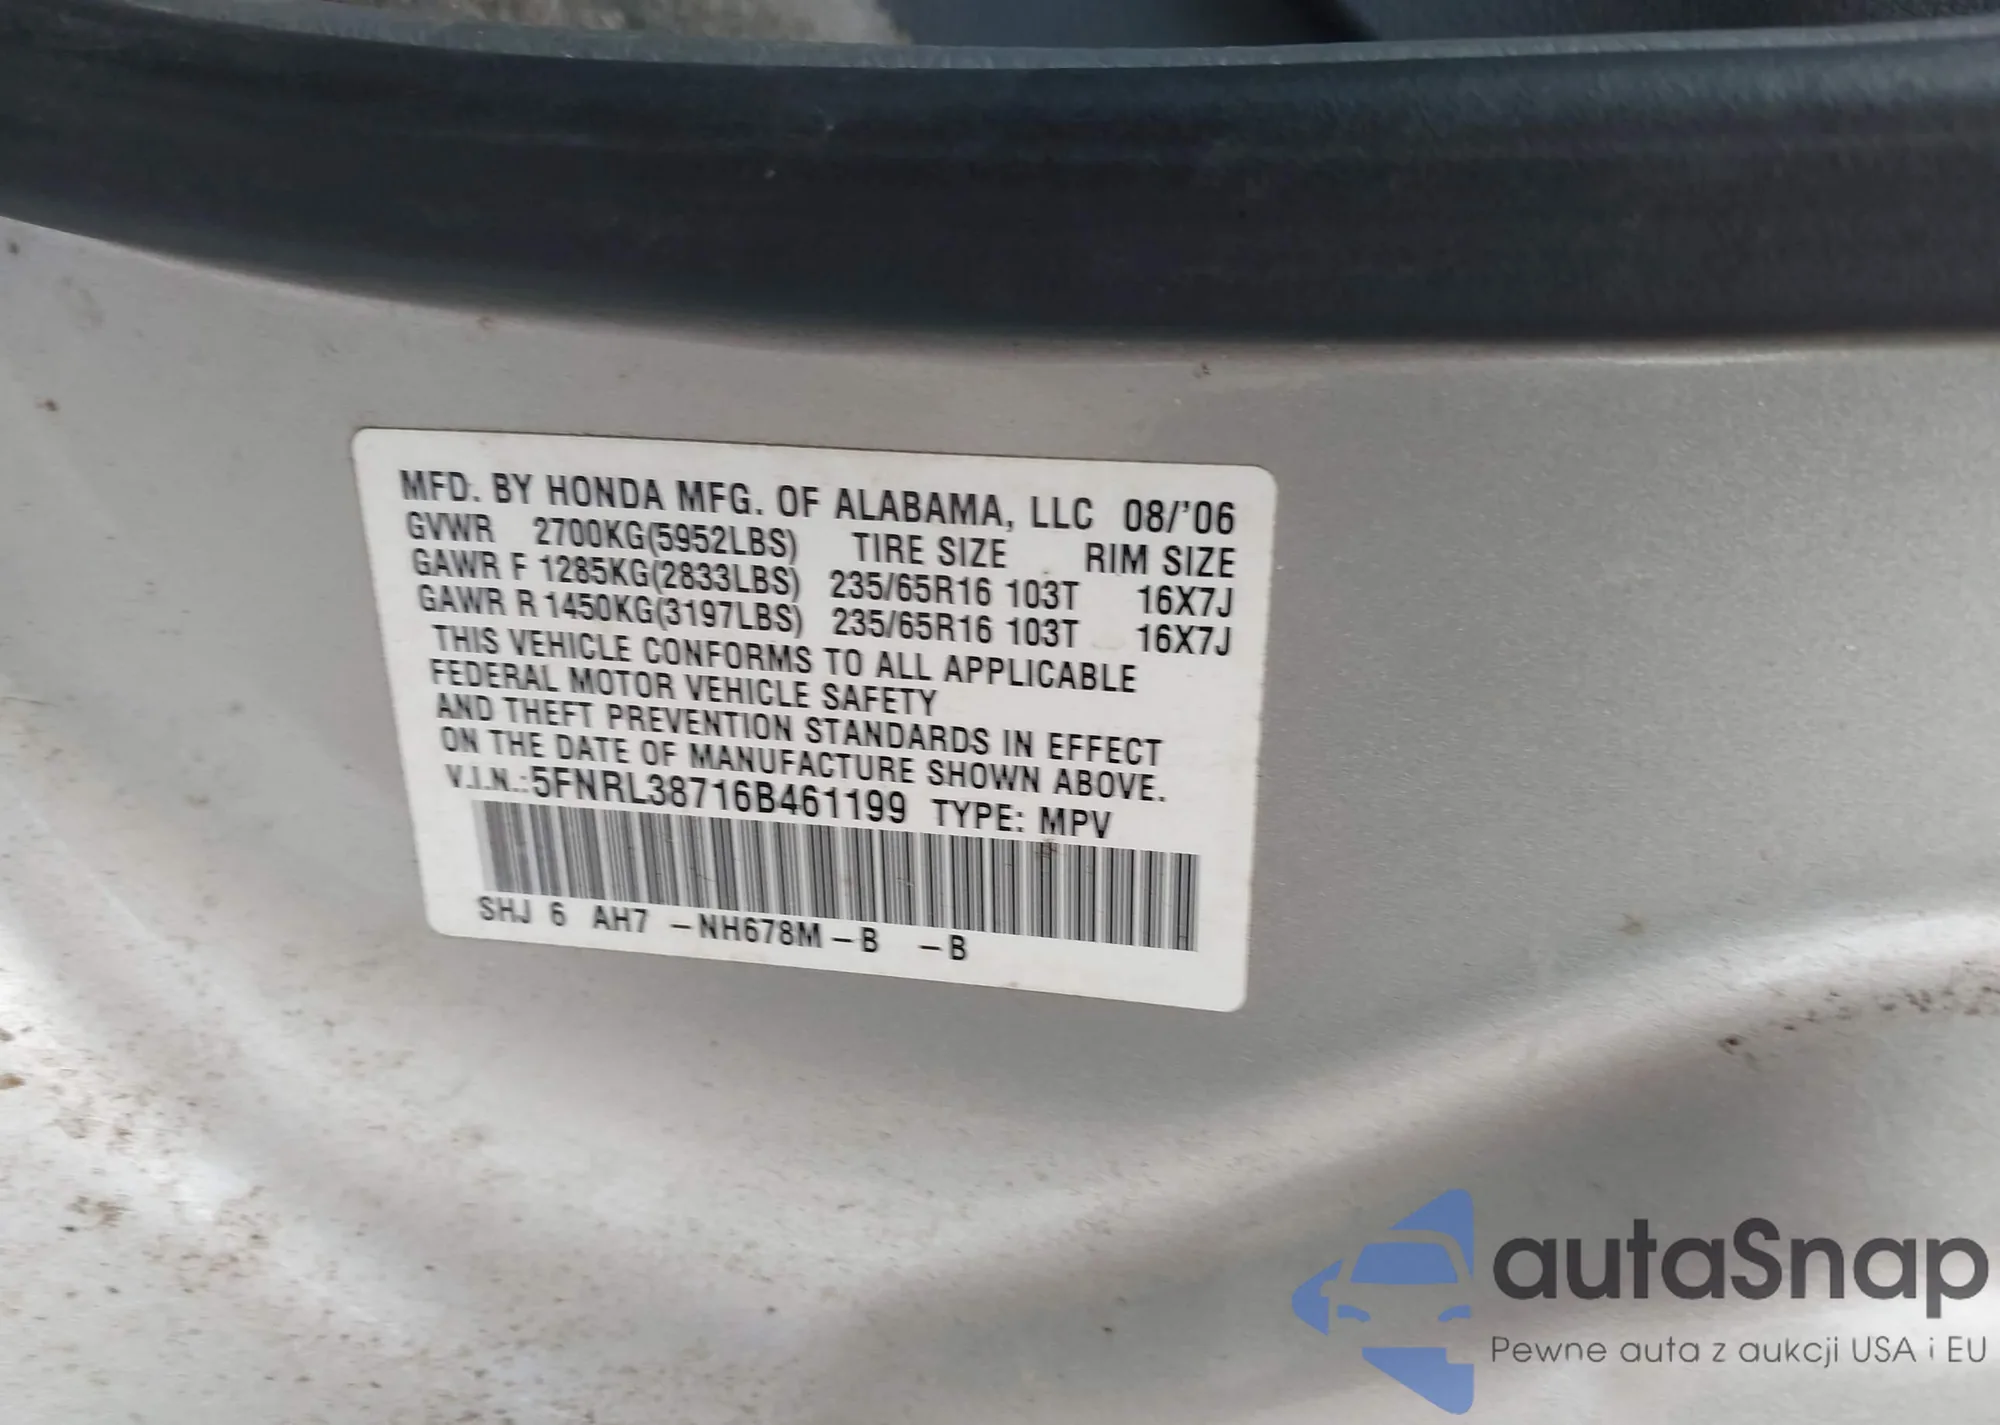 MFD. BY HONDA MFG. OF ALABAMA, LLC 08/'06
GVWR 2700KG(5952LBS) TIRE SIZE RIM SIZE
GAWR F 1285KG(2833LBS) 235/65R16 103T 16X7J
GAWR R 1450KG(3197LBS) 235/65R16 103T 16X7J
THIS VEHICLE CONFORMS TO ALL APPLICABLE
FEDERAL MOTOR VEHICLE SAFETY
AND THEFT PREVENTION STANDARDS IN EFFECT
ON THE DATE OF MANUFACTURE SHOWN ABOVE.
V.I.N.: 5FNRL38716B461199 TYPE: MPV
SHJ 6 AH7 -NH678M-B -B
autaSnap
Pewne auta z aukcji USA i EU